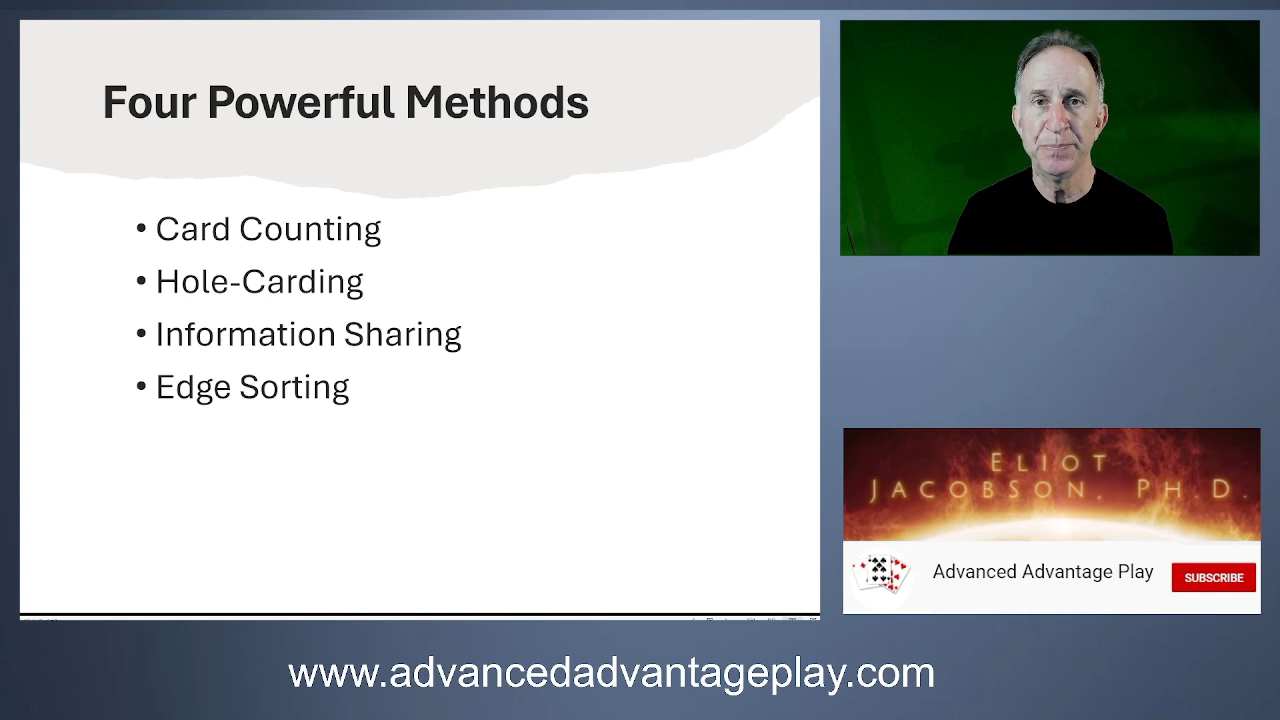 Four Powerful Methods
• Card Counting
• Hole-Carding
• Information Sharing
• Edge Sorting
ELIOT
JACOBSON, PH.D.
Advanced Advantage Play
SUBSCRIBE
www.advancedadvantageplay.com